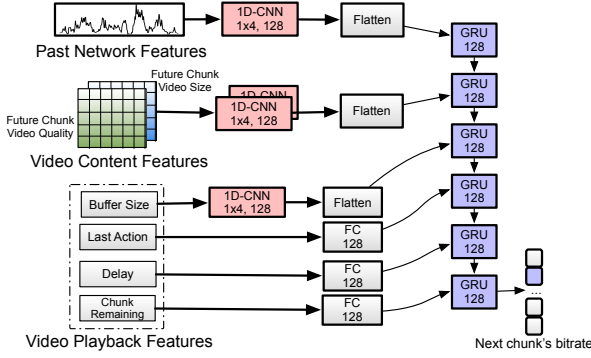 1D-CNN
1x4, 128
Flatten
GRU
128
Past Network Features
Future Chunk
Video Size
1D-CNN
1D-CNN
1x4, 128
Flatten
GRU
128
Future Chunk
Video Quality
Video Content Features
GRU
128
Buffer Size
1D-CNN
1x4, 128
Flatten
GRU
128
Last Action
FC
128
GRU
128
Delay
FC
128
GRU
128
Chunk
Remaining
FC
128
...
Video Playback Features
Next chunk's bitrate